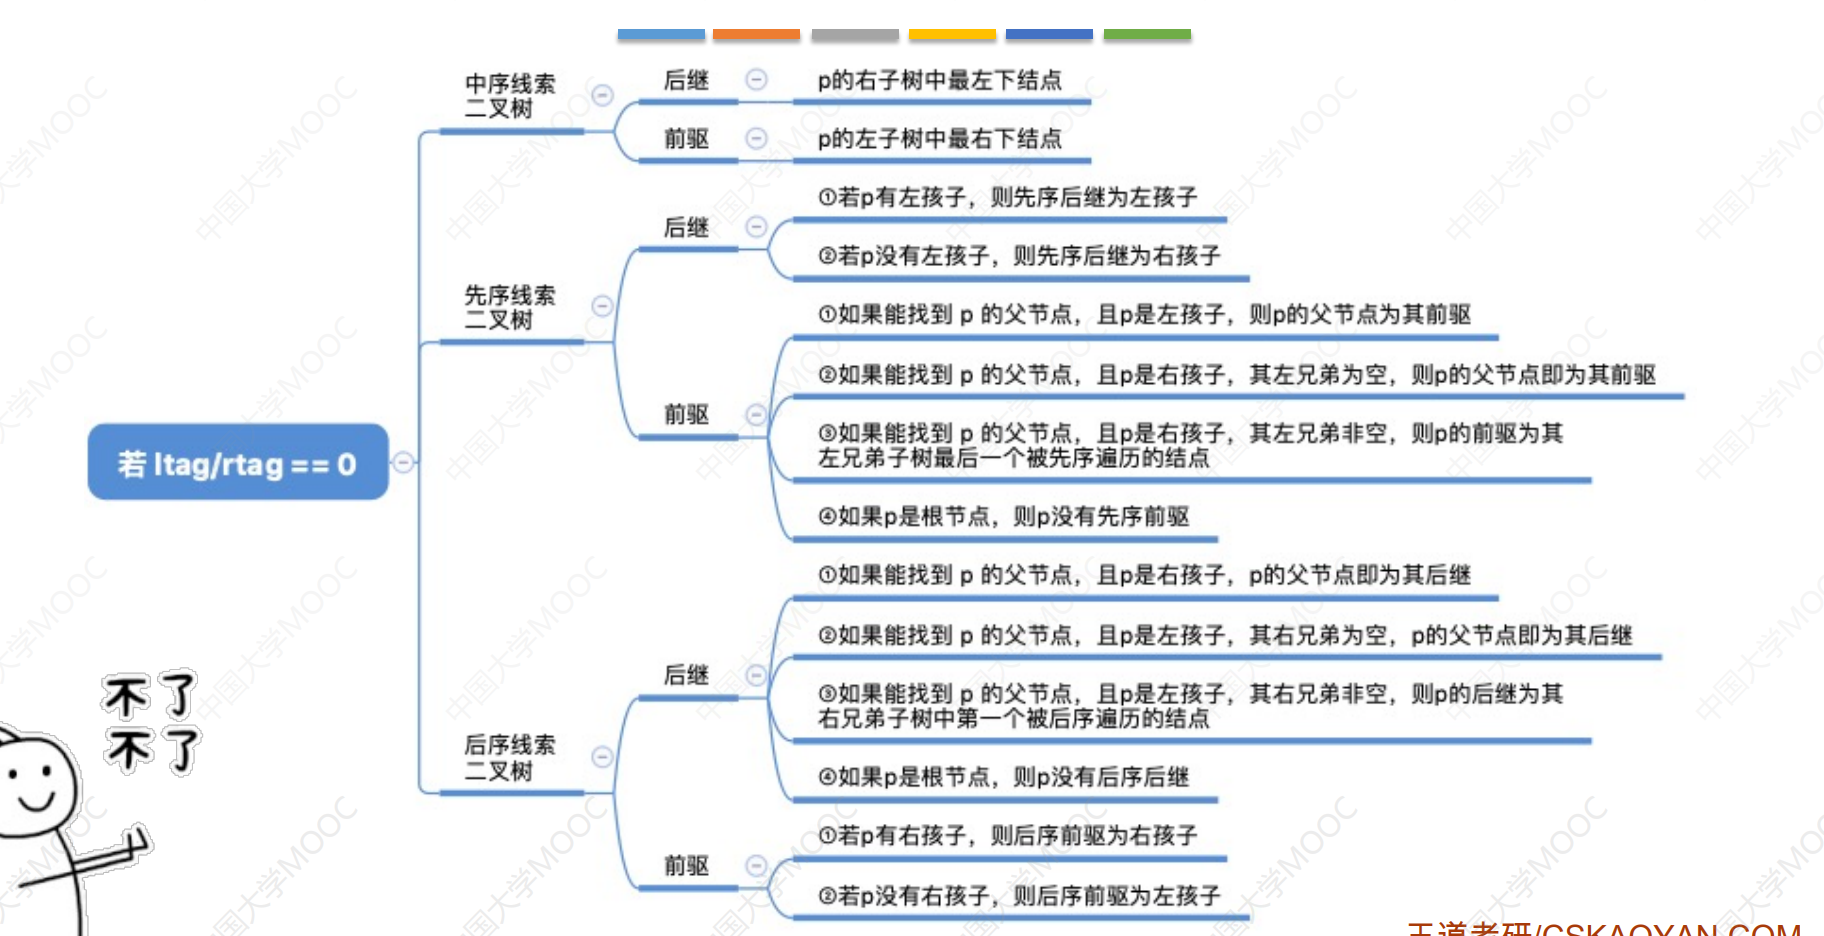 中序线索
二叉树
后继
p的右子树中最左下结点
前驱
p的左子树中最右下结点
先序线索
二叉树
后继
①若p有左孩子，则先序后继为左孩子
②若p没有左孩子，则先序后继为右孩子
前驱
①如果能找到 p 的父节点，且p是左孩子，则p的父节点为其前驱
②如果能找到 p 的父节点，且p是右孩子，其左兄弟为空，则p的父节点即为其前驱
③如果能找到 p 的父节点，且p是右孩子，其左兄弟非空，则p的前驱为其
左兄弟子树最后一个被先序遍历的结点
④如果p是根节点，则p没有先序前驱
若 ltag/rtag == 0
后序线索
二叉树
后继
①如果能找到 p 的父节点，且p是右孩子，p的父节点即为其后继
②如果能找到 p 的父节点，且p是左孩子，其右兄弟为空，p的父节点即为其后继
③如果能找到 p 的父节点，且p是左孩子，其右兄弟非空，则p的后继为其
右兄弟子树中第一个被后序遍历的结点
④如果p是根节点，则p没有后序后继
前驱
①若p有右孩子，则后序前驱为右孩子
②若p没有右孩子，则后序前驱为左孩子
不了
不了
王道考研/CSKAOYAN.COM
中国大学MOOC